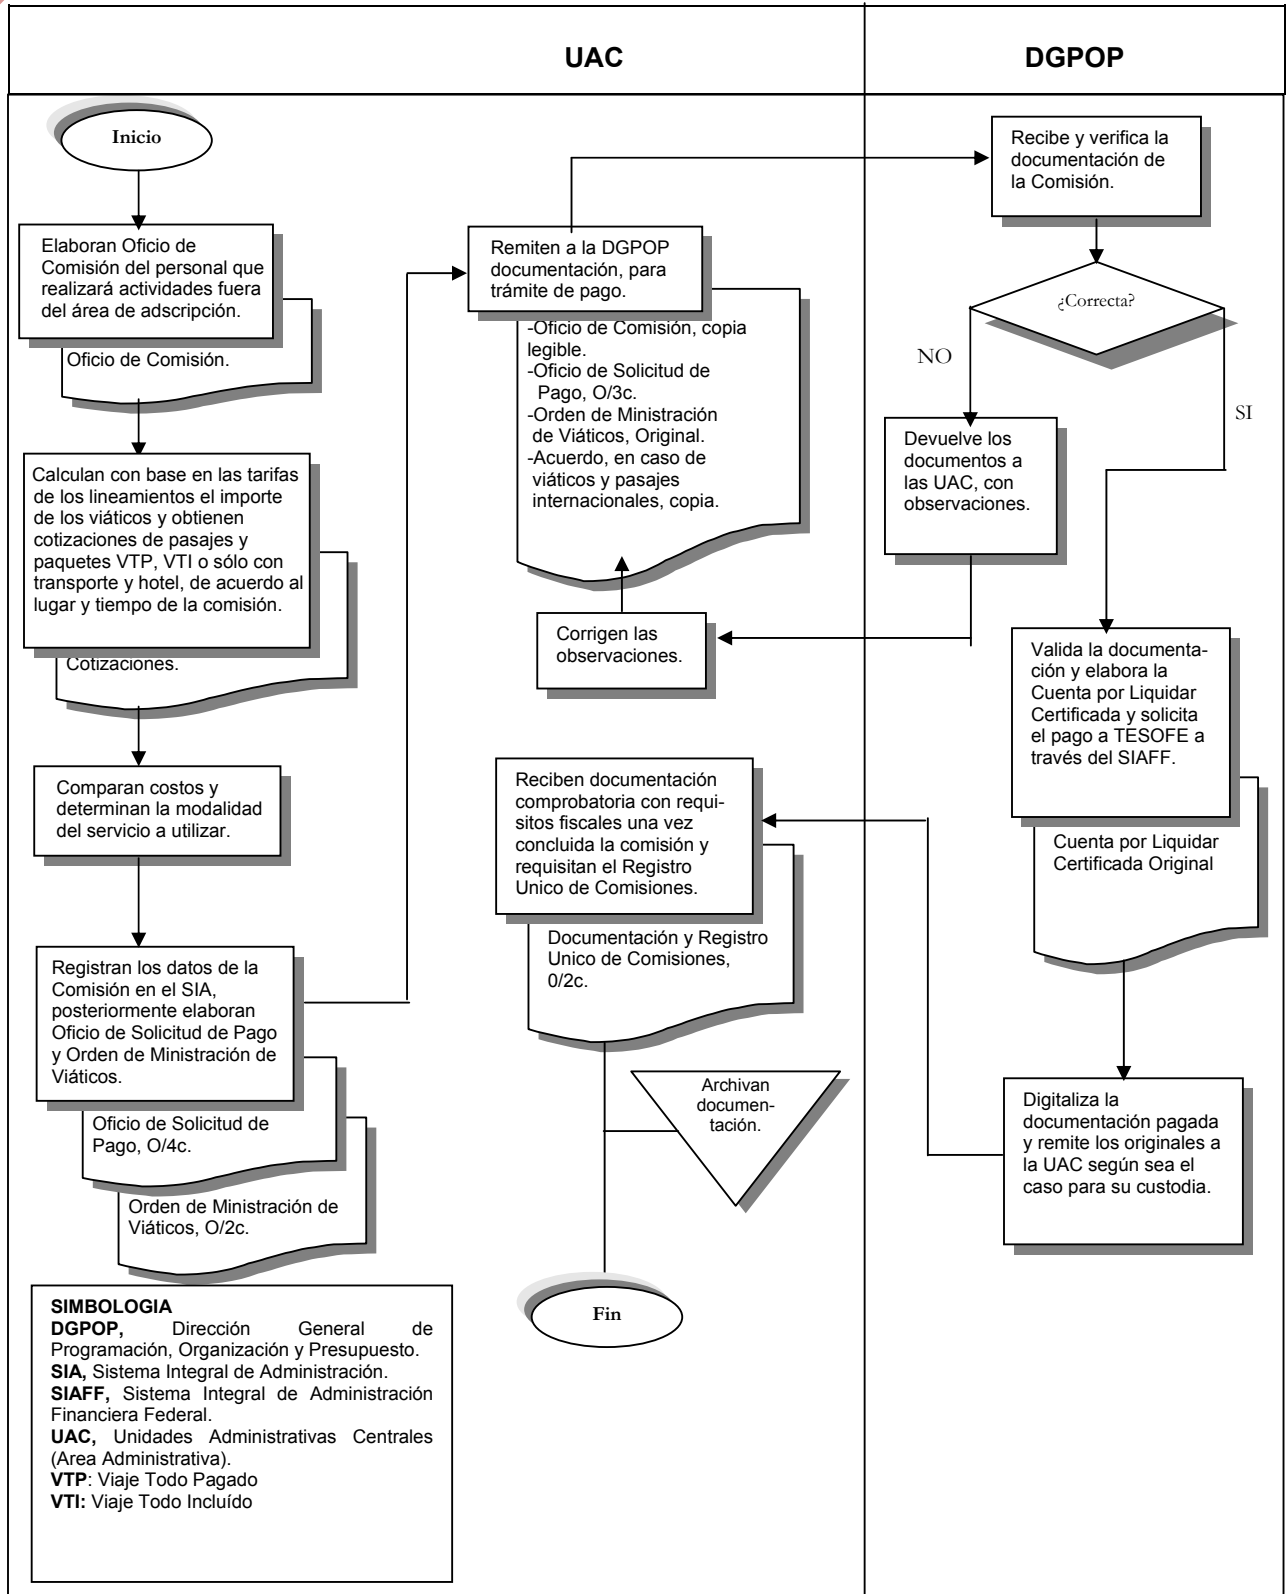 UAC
DGPOP
Inicio
Elaboran Oficio de
Comisión del personal que
realizará actividades fuera
del área de adscripción.
Oficio de Comisión.
Calculan con base en las tarifas
de los lineamientos el importe
de los viáticos y obtienen
cotizaciones de pasajes y
paquetes VTP, VTI o sólo con
transporte y hotel, de acuerdo al
lugar y tiempo de la comisión.
Cotizaciones.
Comparan costos y
determinan la modalidad
del servicio a utilizar.
Registran los datos de la
Comisión en el SIA,
posteriormente elaboran
Oficio de Solicitud de Pago
y Orden de Ministración de
Viáticos.
Oficio de Solicitud de
Pago, O/4c.
Orden de Ministración de
Viáticos, O/2c.
Remiten a la DGPOP
documentación, para
trámite de pago.
-Oficio de Comisión, copia
legible.
-Oficio de Solicitud de
Pago, O/3c.
-Orden de Ministración
de Viáticos, Original.
-Acuerdo, en caso de
viáticos y pasajes
internacionales, copia.
Corrigen las
observaciones.
Recibe y verifica la
documentación de
la Comisión.
¿Correcta?
NO
SI
Devuelve los
documentos a
las UAC, con
observaciones.
Valida la documenta-
ción y elabora la
Cuenta por Liquidar
Certificada y solicita
el pago a TESOFE a
través del SIAFF.
Cuenta por Liquidar
Certificada Original
Digitaliza la
documentación pagada
y remite los originales a
la UAC según sea el
caso para su custodia.
Reciben documentación
comprobatoria con requi-
sitos fiscales una vez
concluida la comisión y
requisitan el Registro
Unico de Comisiones.
Documentación y Registro
Unico de Comisiones,
0/2c.
Archivan
documen-
tación.
Fin
SIMBOLOGIA
DGPOP, Dirección General de
Programación, Organización y Presupuesto.
SIA, Sistema Integral de Administración.
SIAFF, Sistema Integral de Administración
Financiera Federal.
UAC, Unidades Administrativas Centrales
(Area Administrativa).
VTP: Viaje Todo Pagado
VTI: Viaje Todo Incluído